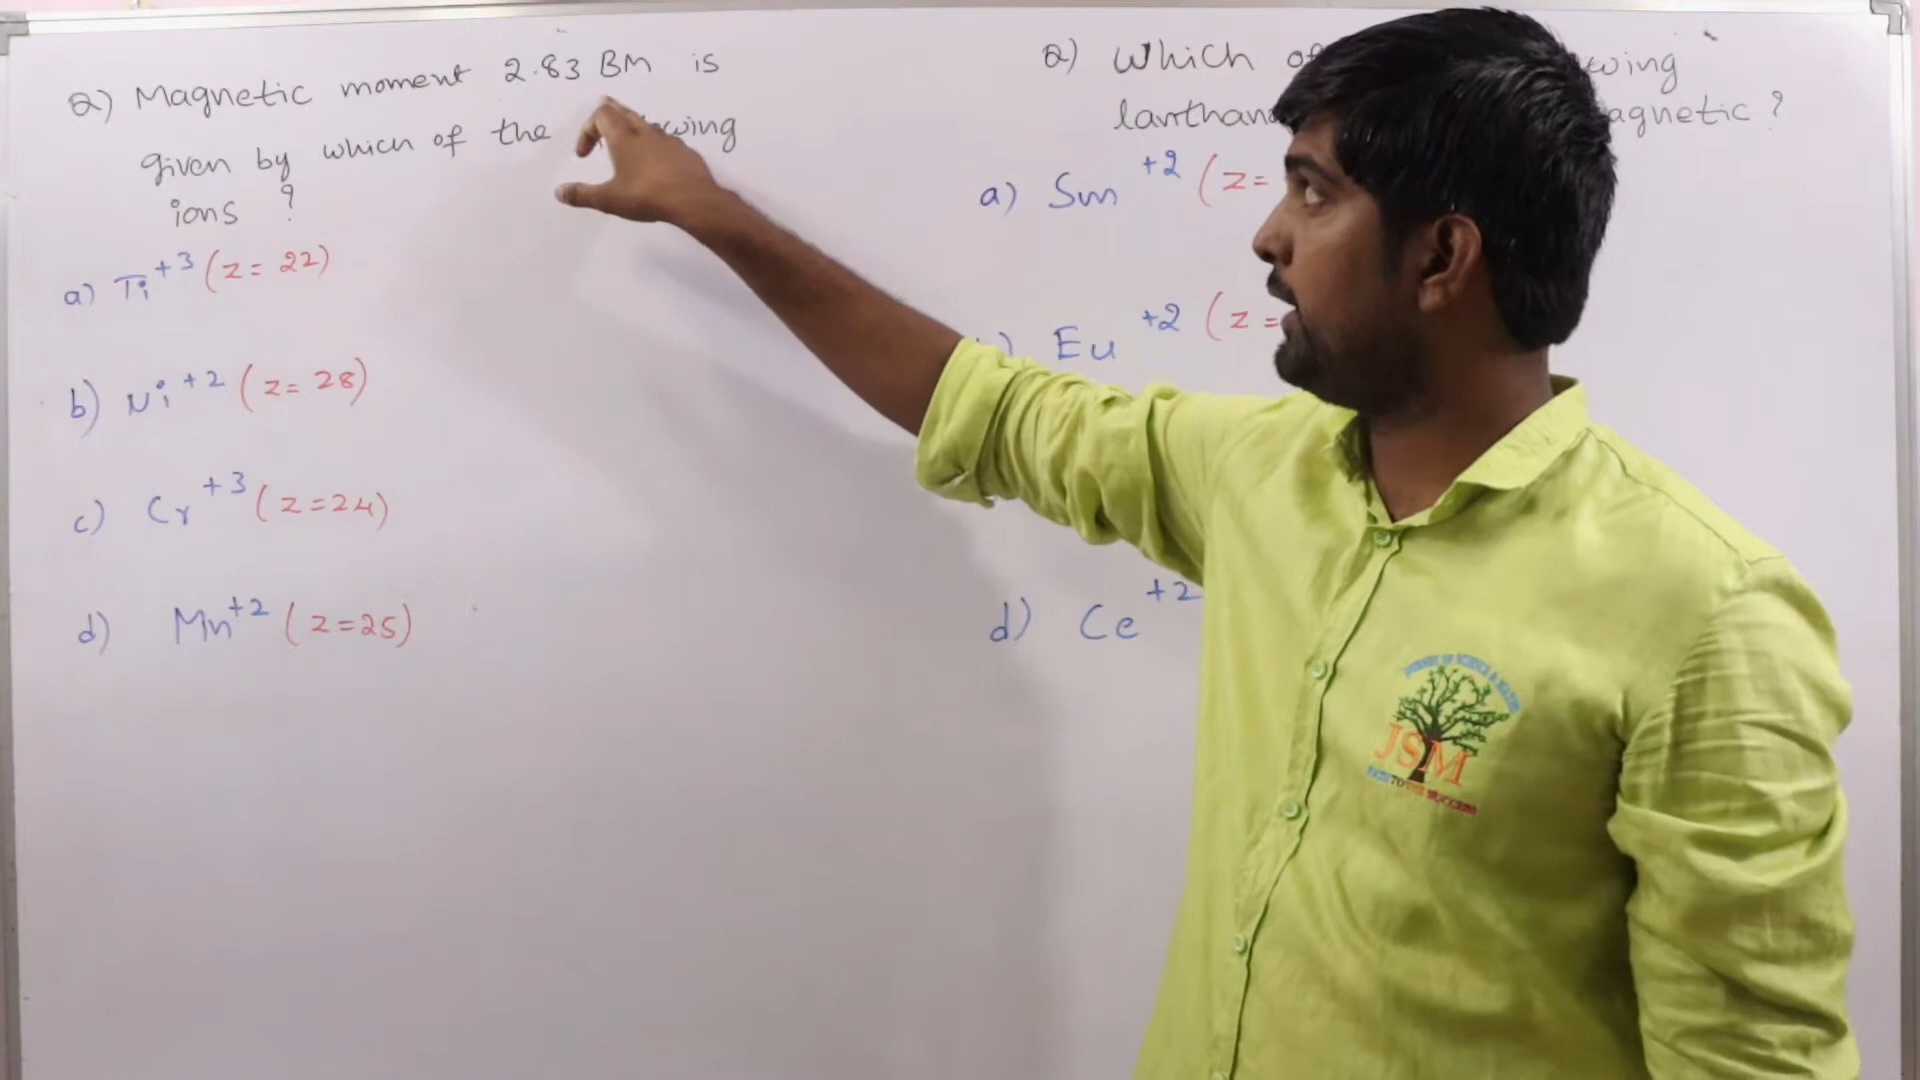 Q) Magnetic moment 2.83 BM is
given by which of the
ions ?
a) Ti +3 (z= 22)
b) Ni +2 (z= 28)
c) Cr +3 (z=24)
d) Mn +2 (z=25)
Q) Which of
a) Sm +2 (z=
Eu +2 (z=
d) Ce +2
JSM